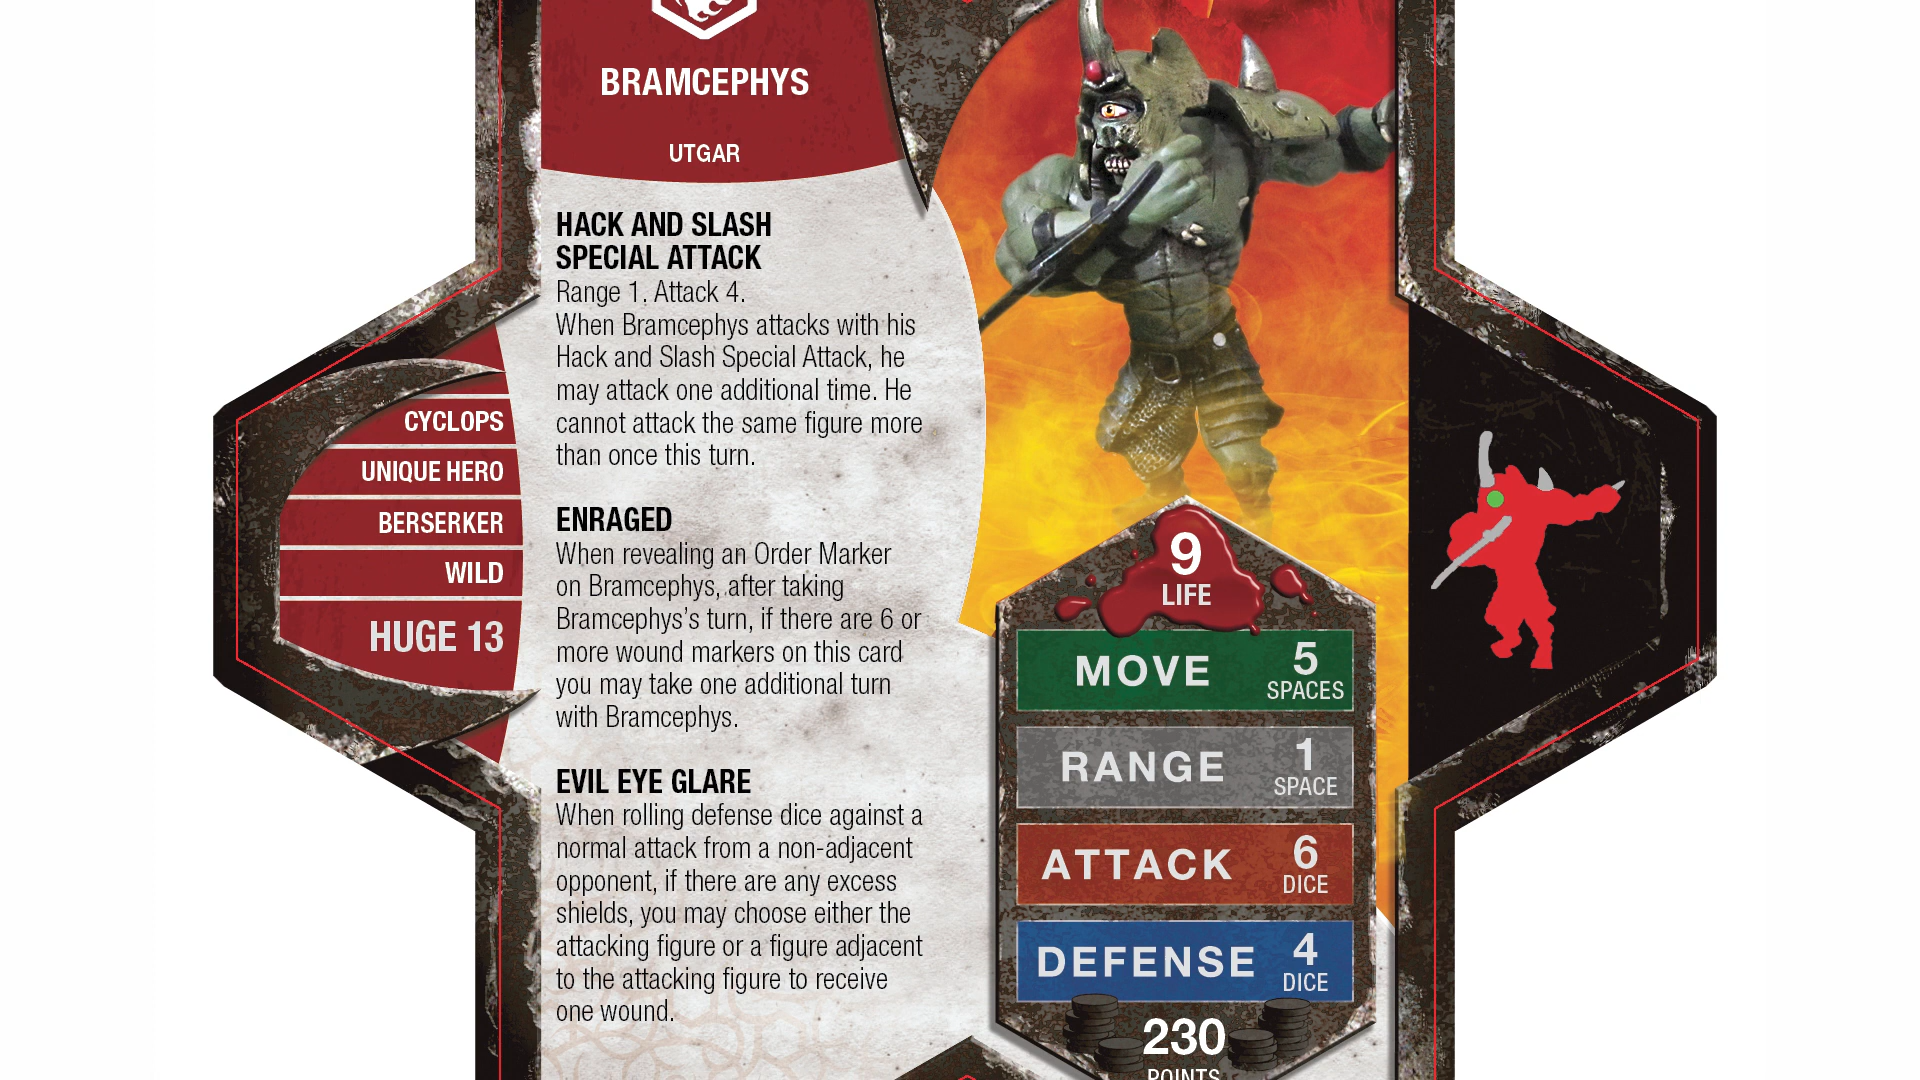 BRAMCEPHYS
UTGAR
HACK AND SLASH
SPECIAL ATTACK
Range 1. Attack 4.
When Bramcephys attacks with his
Hack and Slash Special Attack, he
may attack one additional time. He
cannot attack the same figure more
than once this turn.
ENRAGED
When revealing an Order Marker
on Bramcephys, after taking
Bramcephys's turn, if there are 6 or
more wound markers on this card
you may take one additional turn
with Bramcephys.
EVIL EYE GLARE
When rolling defense dice against a
normal attack from a non-adjacent
opponent, if there are any excess
shields, you may choose either the
attacking figure or a figure adjacent
to the attacking figure to receive
one wound.
CYCLOPS
UNIQUE HERO
BERSERKER
WILD
HUGE 13
9
LIFE
MOVE 5
SPACES
RANGE 1
SPACE
ATTACK 6
DICE
DEFENSE 4
DICE
230
POINTS